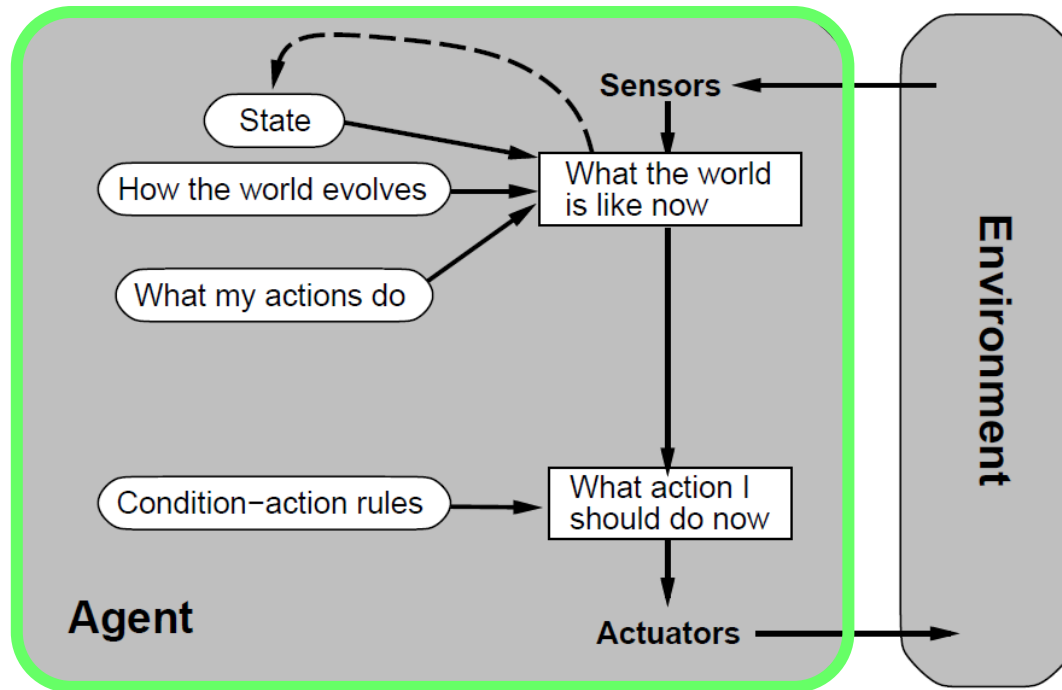 Sensors
State
How the world evolves
What the world
is like now
What my actions do
Condition−action rules
What action I
should do now
Agent
Actuators
Environment